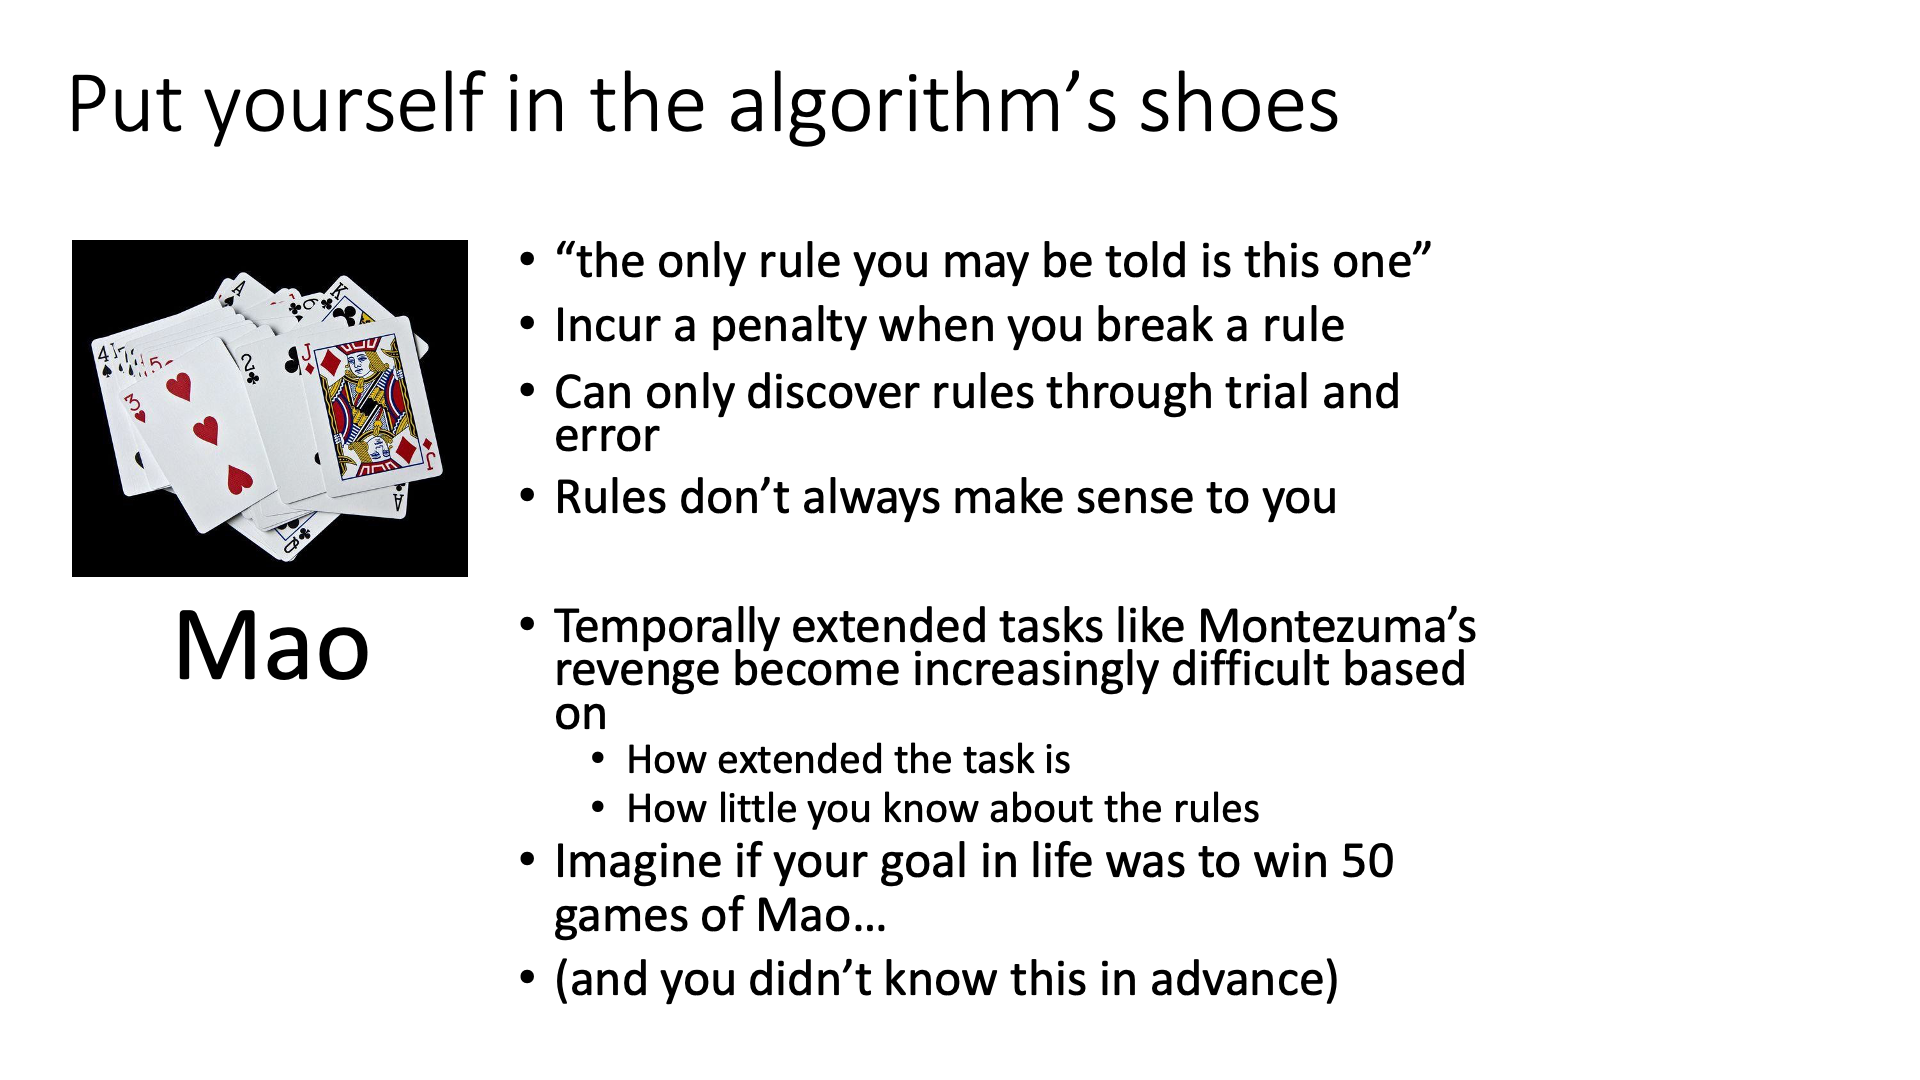 Put yourself in the algorithm’s shoes
Mao
• “the only rule you may be told is this one”
• Incur a penalty when you break a rule
• Can only discover rules through trial and
error
• Rules don’t always make sense to you
• Temporally extended tasks like Montezuma’s
revenge become increasingly difficult based
on
• How extended the task is
• How little you know about the rules
• Imagine if your goal in life was to win 50
games of Mao…
• (and you didn’t know this in advance)